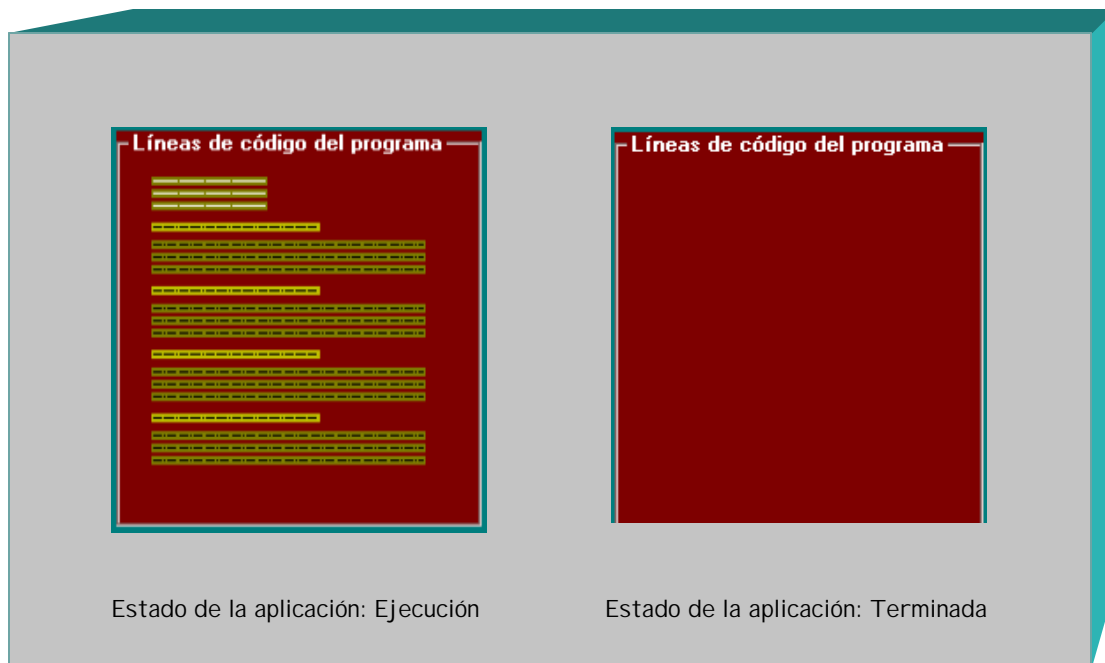 Líneas de código del programa
Líneas de código del programa
Estado de la aplicación: Ejecución
Estado de la aplicación: Terminada